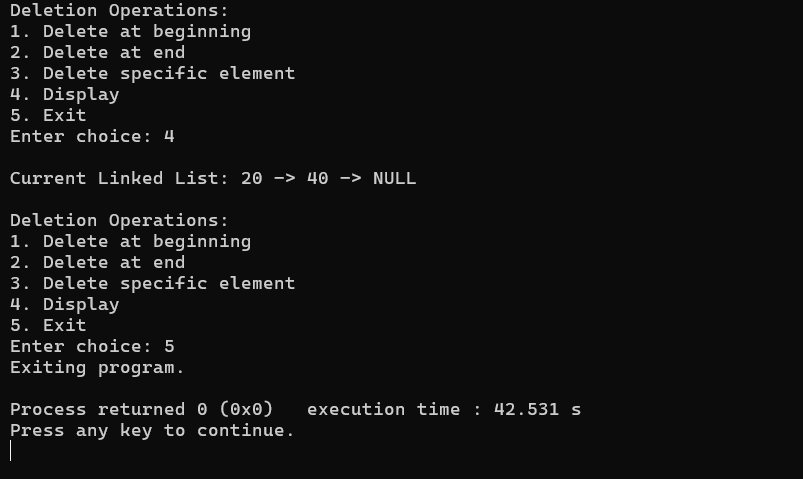 Deletion Operations:
1. Delete at beginning
2. Delete at end
3. Delete specific element
4. Display
5. Exit
Enter choice: 4
Current Linked List: 20 -> 40 -> NULL
Deletion Operations:
1. Delete at beginning
2. Delete at end
3. Delete specific element
4. Display
5. Exit
Enter choice: 5
Exiting program.
Process returned 0 (0x0)   execution time : 42.531 s
Press any key to continue.